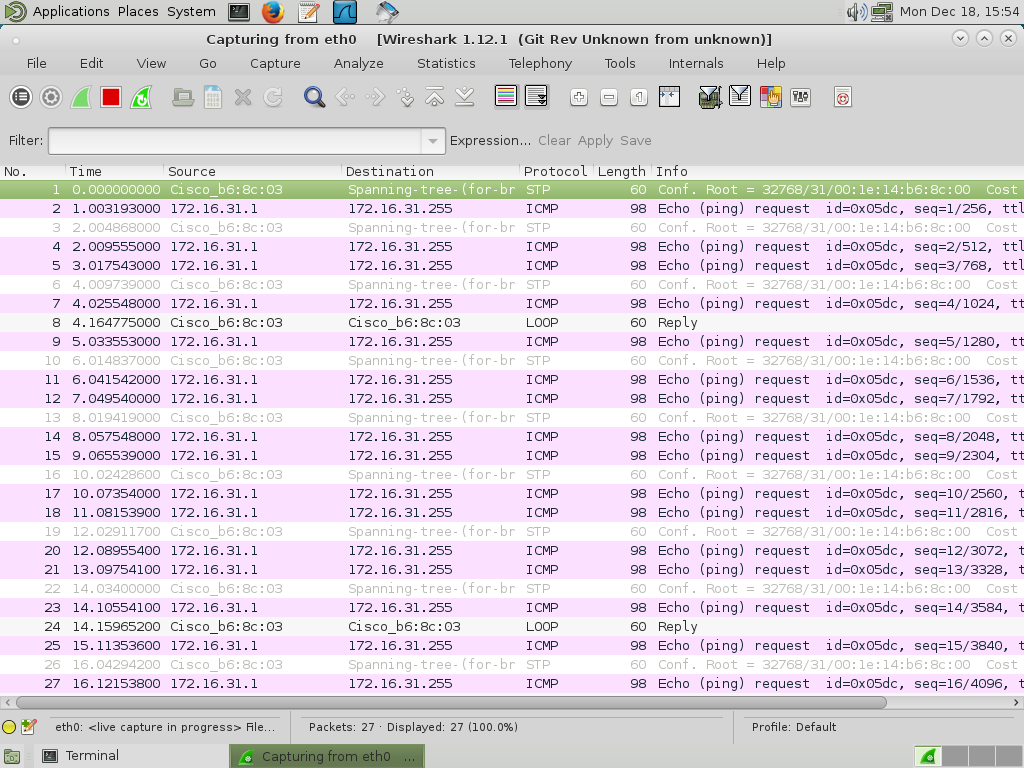 Applications Places System Mon Dec 18, 15:54
Capturing from eth0 [Wireshark 1.12.1 (Git Rev Unknown from unknown)]
File Edit View Go Capture Analyze Statistics Telephony Tools Internals Help
Filter: Expression... Clear Apply Save
No. Time Source Destination Protocol Length Info
1 0.000000000 Cisco_b6:8c:03 Spanning-tree-(for-br STP 60 Conf. Root = 32768/31/00:1e:14:b6:8c:00 Cost
2 1.003193000 172.16.31.1 172.16.31.255 ICMP 98 Echo (ping) request id=0x05dc, seq=1/256, ttl
3 2.004868000 Cisco_b6:8c:03 Spanning-tree-(for-br STP 60 Conf. Root = 32768/31/00:1e:14:b6:8c:00 Cost
4 2.009555000 172.16.31.1 172.16.31.255 ICMP 98 Echo (ping) request id=0x05dc, seq=2/512, ttl
5 3.017543000 172.16.31.1 172.16.31.255 ICMP 98 Echo (ping) request id=0x05dc, seq=3/768, ttl
6 4.009739000 Cisco_b6:8c:03 Spanning-tree-(for-br STP 60 Conf. Root = 32768/31/00:1e:14:b6:8c:00 Cost
7 4.025548000 172.16.31.1 172.16.31.255 ICMP 98 Echo (ping) request id=0x05dc, seq=4/1024, tt
8 4.164775000 Cisco_b6:8c:03 Cisco_b6:8c:03 LOOP 60 Reply
9 5.033553000 172.16.31.1 172.16.31.255 ICMP 98 Echo (ping) request id=0x05dc, seq=5/1280, tt
10 6.014837000 Cisco_b6:8c:03 Spanning-tree-(for-br STP 60 Conf. Root = 32768/31/00:1e:14:b6:8c:00 Cost
11 6.041542000 172.16.31.1 172.16.31.255 ICMP 98 Echo (ping) request id=0x05dc, seq=6/1536, tt
12 7.049540000 172.16.31.1 172.16.31.255 ICMP 98 Echo (ping) request id=0x05dc, seq=7/1792, tt
13 8.019419000 Cisco_b6:8c:03 Spanning-tree-(for-br STP 60 Conf. Root = 32768/31/00:1e:14:b6:8c:00 Cost
14 8.057548000 172.16.31.1 172.16.31.255 ICMP 98 Echo (ping) request id=0x05dc, seq=8/2048, tt
15 9.065539000 172.16.31.1 172.16.31.255 ICMP 98 Echo (ping) request id=0x05dc, seq=9/2304, tt
16 10.02428600 Cisco_b6:8c:03 Spanning-tree-(for-br STP 60 Conf. Root = 32768/31/00:1e:14:b6:8c:00 Cost
17 10.07354000 172.16.31.1 172.16.31.255 ICMP 98 Echo (ping) request id=0x05dc, seq=10/2560, t
18 11.08153900 172.16.31.1 172.16.31.255 ICMP 98 Echo (ping) request id=0x05dc, seq=11/2816, t
19 12.02911700 Cisco_b6:8c:03 Spanning-tree-(for-br STP 60 Conf. Root = 32768/31/00:1e:14:b6:8c:00 Cost
20 12.08955400 172.16.31.1 172.16.31.255 ICMP 98 Echo (ping) request id=0x05dc, seq=12/3072, t
21 13.09754100 172.16.31.1 172.16.31.255 ICMP 98 Echo (ping) request id=0x05dc, seq=13/3328, t
22 14.03400000 Cisco_b6:8c:03 Spanning-tree-(for-br STP 60 Conf. Root = 32768/31/00:1e:14:b6:8c:00 Cost
23 14.10554100 172.16.31.1 172.16.31.255 ICMP 98 Echo (ping) request id=0x05dc, seq=14/3584, t
24 14.15965200 Cisco_b6:8c:03 Cisco_b6:8c:03 LOOP 60 Reply
25 15.11353600 172.16.31.1 172.16.31.255 ICMP 98 Echo (ping) request id=0x05dc, seq=15/3840, t
26 16.04294200 Cisco_b6:8c:03 Spanning-tree-(for-br STP 60 Conf. Root = 32768/31/00:1e:14:b6:8c:00 Cost
27 16.12153800 172.16.31.1 172.16.31.255 ICMP 98 Echo (ping) request id=0x05dc, seq=16/4096, t
eth0: <live capture in progress> File... Packets: 27 · Displayed: 27 (100.0%) Profile: Default
Terminal Capturing from eth0 ...